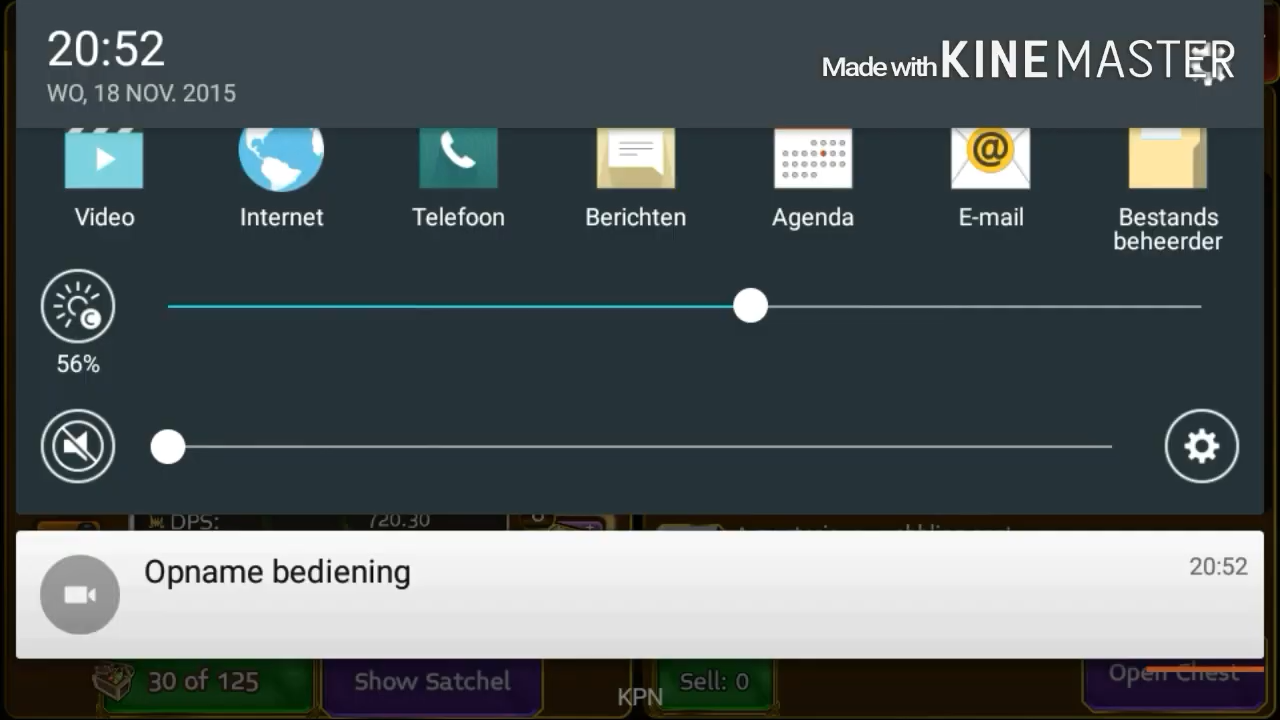 20:52
WO, 18 NOV. 2015
Made with KINEMASTER
Video
Internet
Telefoon
Berichten
Agenda
E-mail
Bestands
beheerder
56%
DPS:
720.30
Opname bediening
20:52
30 of 125
Show Satchel
Sell: 0
Open Chest
KPN